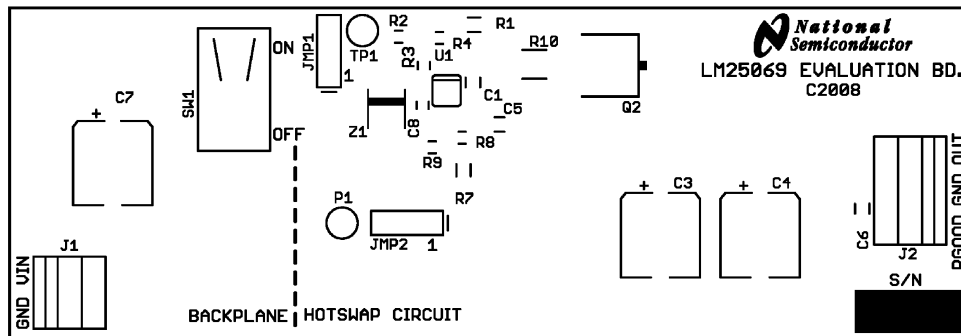 National
Semiconductor
LM25069 EVALUATION BD.
C2008
C7
+
SW1
ON
OFF
JMP1
1
TP1
R2
R3
R4
U1
R1
R10
Q2
Z1
C8
C1
C5
R8
R9
R7
P1
JMP2
1
+
C3
+
C4
C6
J2
PGOOD GND OUT
S/N
J1
GND VIN
BACKPLANE
HOTSWAP CIRCUIT